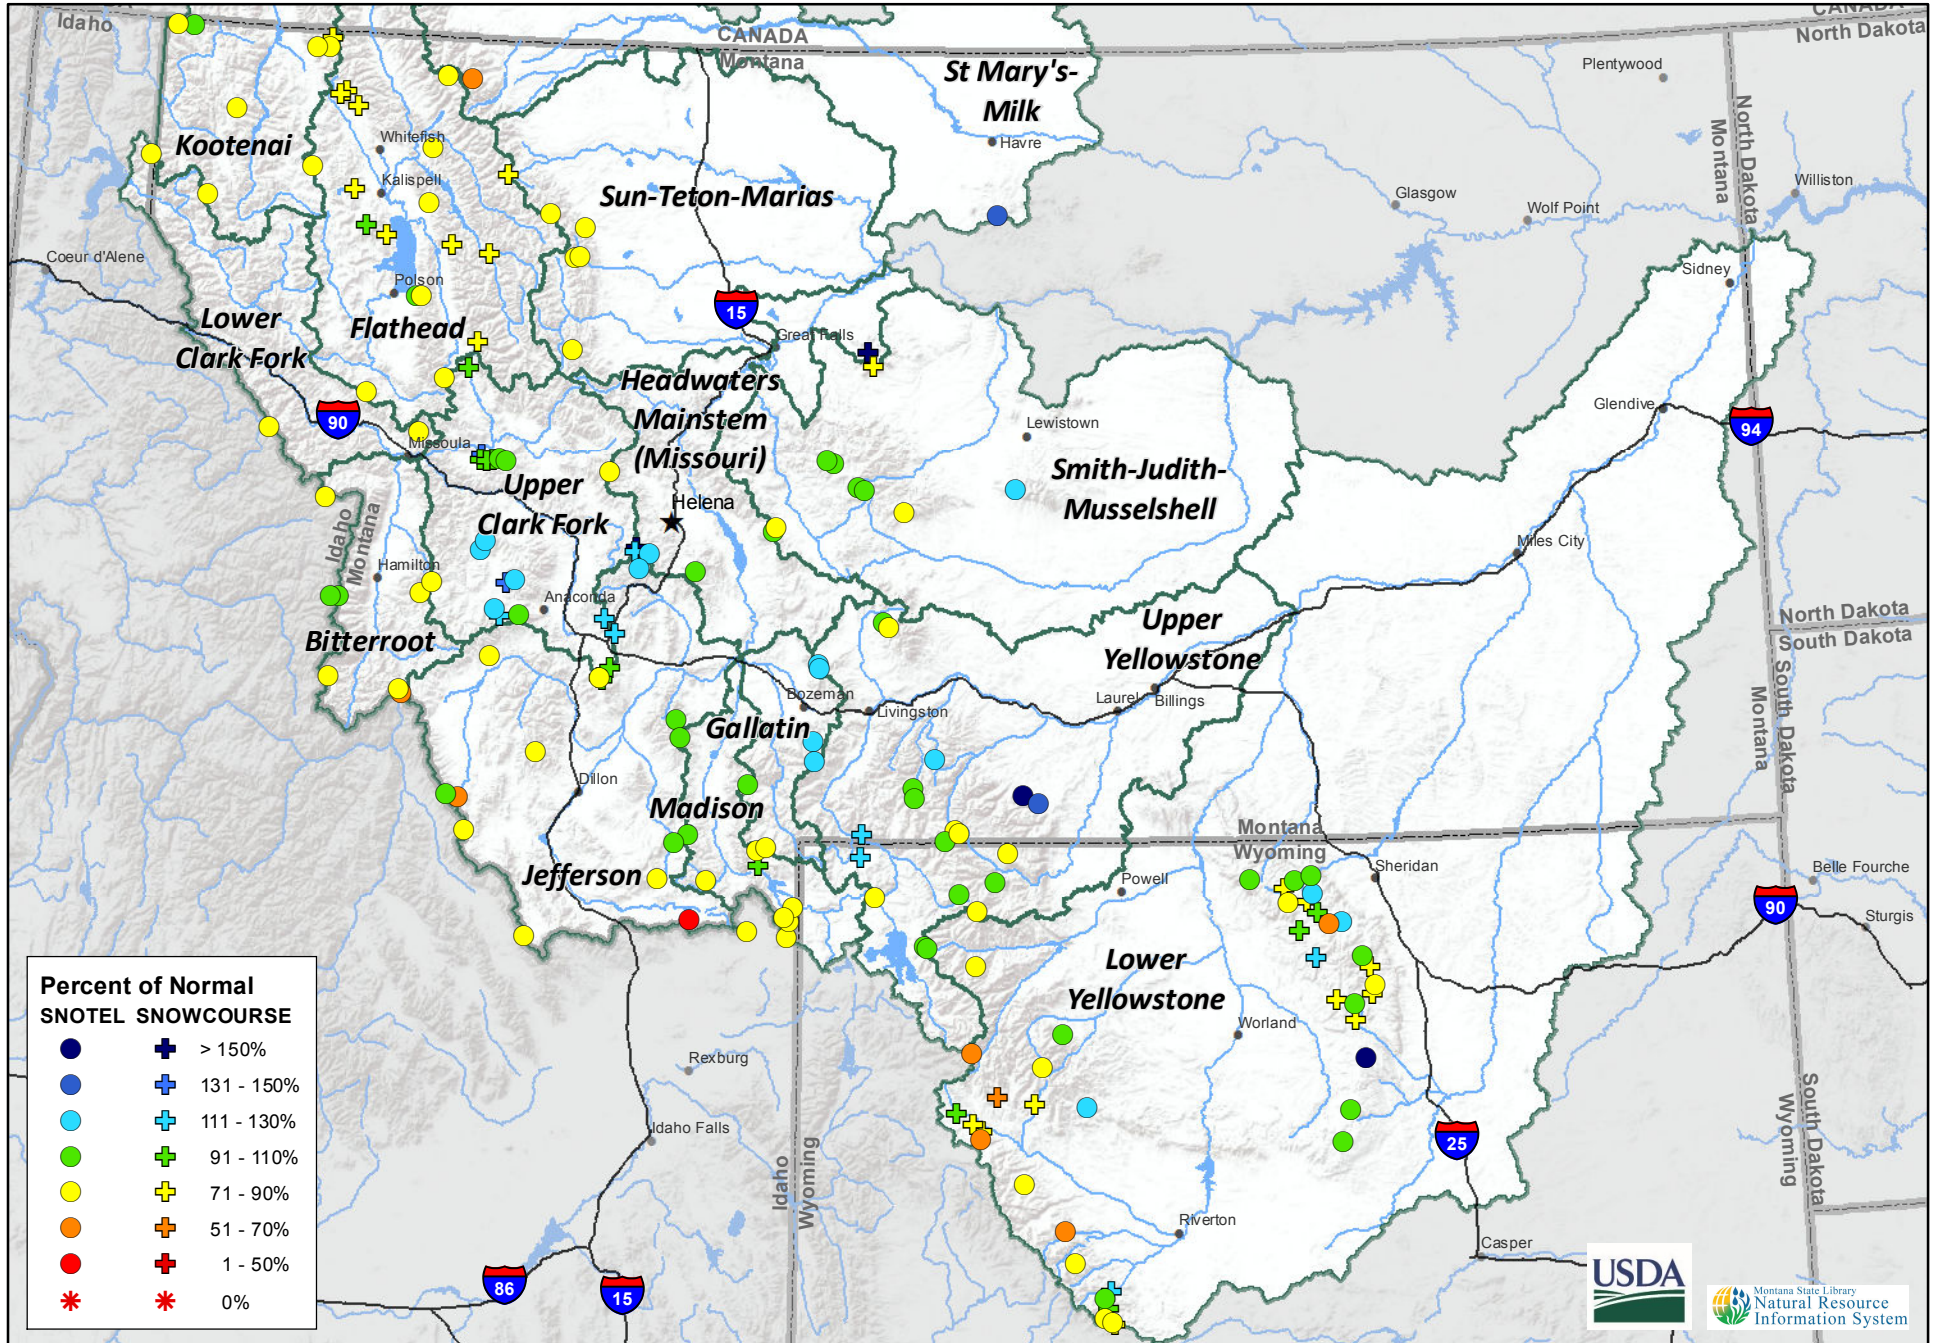 Idaho
CANADA
Montana
CANADA
North Dakota
St Mary's-
Milk
Plentywood
North Dakota
Montana
Kootenai
Whitefish
Havre
Kalispell
Sun-Teton-Marias
Glasgow
Wolf Point
Williston
Coeur d'Alene
Polson
Sidney
15
Lower
Clark Fork
Flathead
Great Falls
Headwaters
Mainstem
(Missouri)
90
Missoula
Lewistown
Glendive
94
Smith-Judith-
Musselshell
Upper
Clark Fork
Helena
Idaho
Montana
Hamilton
Miles City
Anaconda
Bitterroot
Upper
Yellowstone
North Dakota
South Dakota
South Dakota
Montana
Bozeman
Livingston
Laurel
Billings
Gallatin
Dillon
Madison
Jefferson
Montana
Wyoming
Sheridan
Powell
Belle Fourche
90
Sturgis
Lower
Yellowstone
Worland
Percent of Normal
SNOTEL SNOWCOURSE
> 150%
131 - 150%
111 - 130%
91 - 110%
71 - 90%
51 - 70%
1 - 50%
0%
Rexburg
Idaho Falls
Idaho
Wyoming
25
South Dakota
Wyoming
Riverton
Casper
86
15
USDA
Montana State Library
Natural Resource
Information System